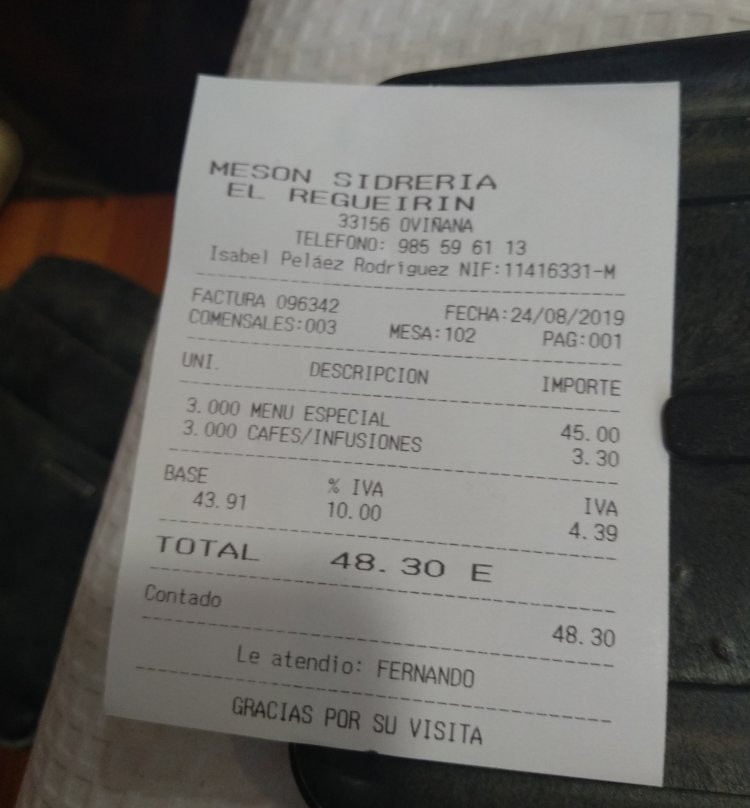 MESON SIDRERIA
EL REGUEIRIN
33156 OVIÑANA
TELEFONO: 985 59 61 13
Isabel Peláez Rodríguez NIF:11416331-M
FACTURA 096342 FECHA:24/08/2019
COMENSALES:003 MESA:102 PAG:001
UNI. DESCRIPCION IMPORTE
3.000 MENU ESPECIAL 45.00
3.000 CAFES/INFUSIONES 3.30
BASE % IVA IVA
43.91 10.00 4.39
TOTAL 48.30 E
Contado 48.30
Le atendio: FERNANDO
GRACIAS POR SU VISITA